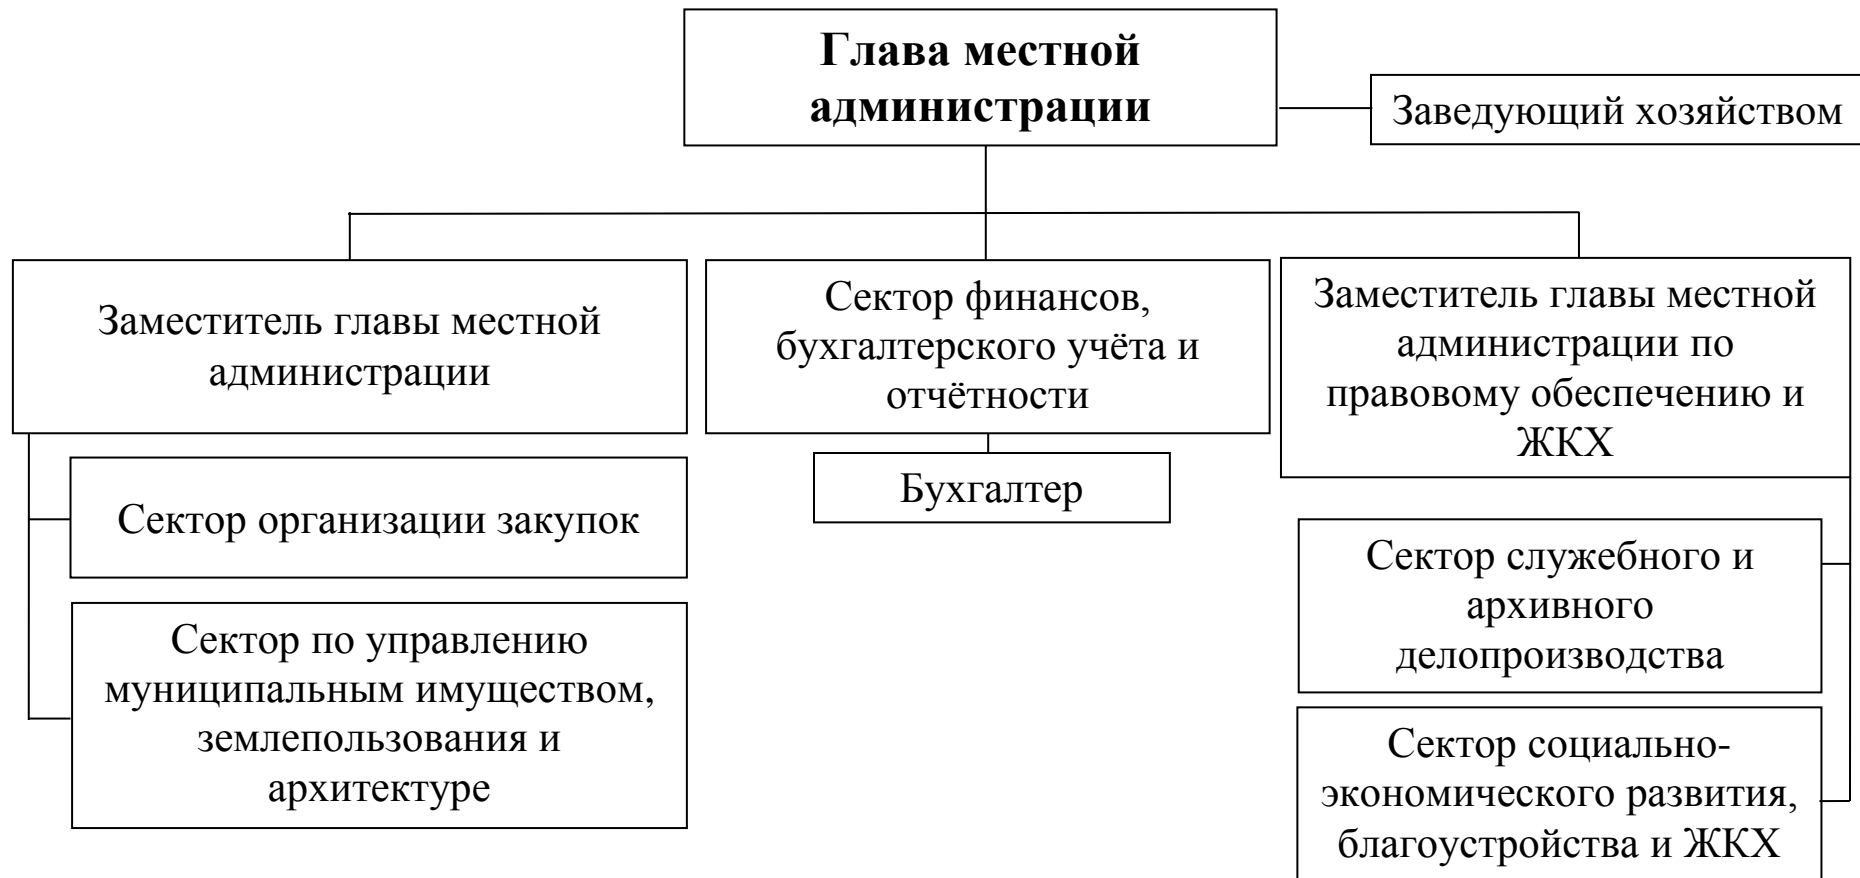 Глава местной
администрации
Заведующий хозяйством
Заместитель главы местной
администрации
Сектор финансов,
бухгалтерского учёта и
отчётности
Заместитель главы местной
администрации по
правовому обеспечению и
ЖКХ
Сектор организации закупок
Бухгалтер
Сектор служебного и
архивного
делопроизводства
Сектор по управлению
муниципальным имуществом,
землепользования и
архитектуре
Сектор социально-
экономического развития,
благоустройства и ЖКХ